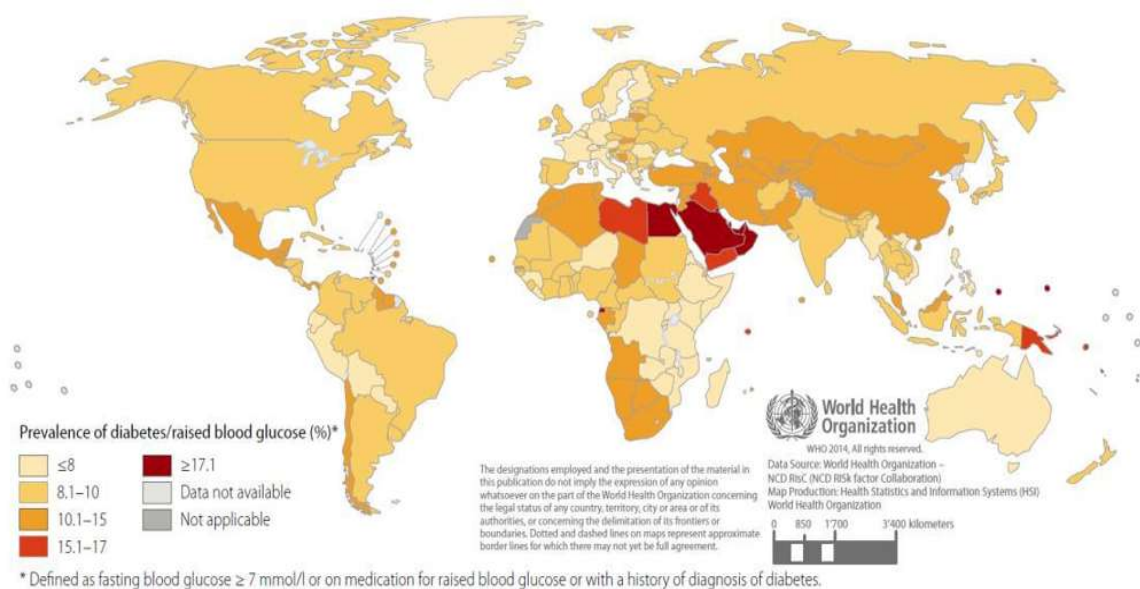 Prevalence of diabetes/raised blood glucose (%)*
≤8
8.1–10
10.1–15
15.1–17
≥17.1
Data not available
Not applicable
The designations employed and the presentation of the material in
this publication do not imply the expression of any opinion
whatsoever on the part of the World Health Organization concerning
the legal status of any country, territory, city or area or of its
authorities, or concerning the delimitation of its frontiers or
boundaries. Dotted and dashed lines on maps represent approximate
border lines for which there may not yet be full agreement.
World Health
Organization
WHO 2014, All rights reserved.
Data Source: World Health Organization –
NCD RisC (NCD RISk factor Collaboration)
Map Production: Health Statistics and Information Systems (HSI)
World Health Organization
0 850 1'700 3'400 kilometers
* Defined as fasting blood glucose ≥ 7 mmol/l or on medication for raised blood glucose or with a history of diagnosis of diabetes.